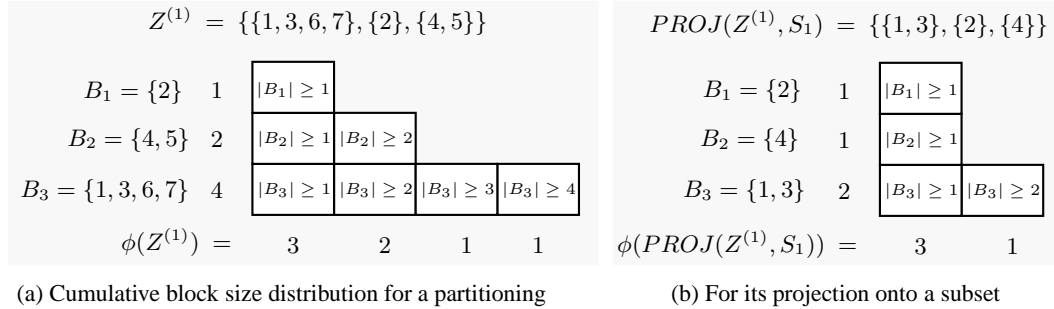 Z^{(1)} = {{1, 3, 6, 7}, {2}, {4, 5}}
B_1 = {2} 1 |B_1| ≥ 1
B_2 = {4, 5} 2 |B_2| ≥ 1 |B_2| ≥ 2
B_3 = {1, 3, 6, 7} 4 |B_3| ≥ 1 |B_3| ≥ 2 |B_3| ≥ 3 |B_3| ≥ 4
ϕ(Z^{(1)}) = 3 2 1 1
(a) Cumulative block size distribution for a partitioning
PROJ(Z^{(1)}, S_1) = {{1, 3}, {2}, {4}}
B_1 = {2} 1 |B_1| ≥ 1
B_2 = {4} 1 |B_2| ≥ 1
B_3 = {1, 3} 2 |B_3| ≥ 1 |B_3| ≥ 2
ϕ(PROJ(Z^{(1)}, S_1)) = 3 1
(b) For its projection onto a subset